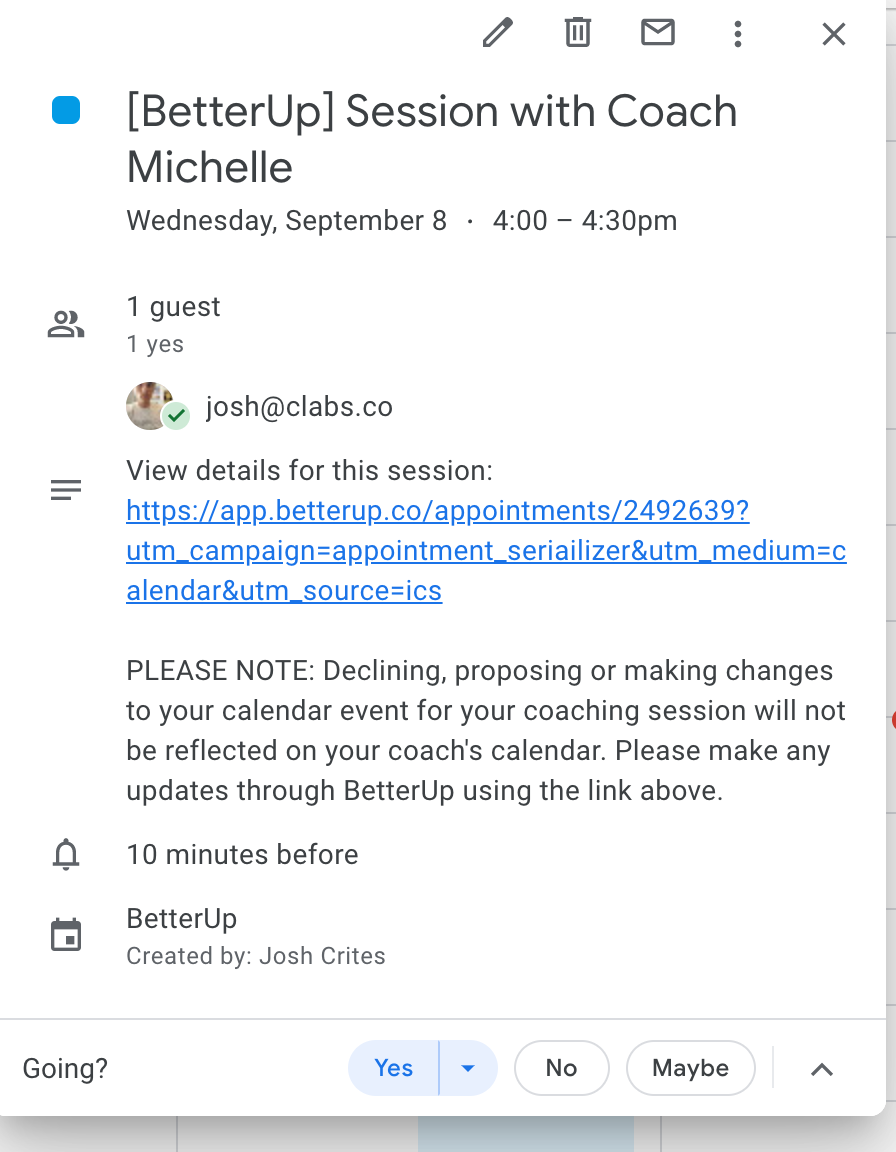 [BetterUp] Session with Coach
Michelle
Wednesday, September 8 · 4:00 – 4:30pm
1 guest
1 yes
josh@clabs.co
View details for this session:
https://app.betterup.co/appointments/2492639?
utm_campaign=appointment_seriailizer&utm_medium=c
alendar&utm_source=ics
PLEASE NOTE: Declining, proposing or making changes
to your calendar event for your coaching session will not
be reflected on your coach's calendar. Please make any
updates through BetterUp using the link above.
10 minutes before
BetterUp
Created by: Josh Crites
Going? Yes No Maybe